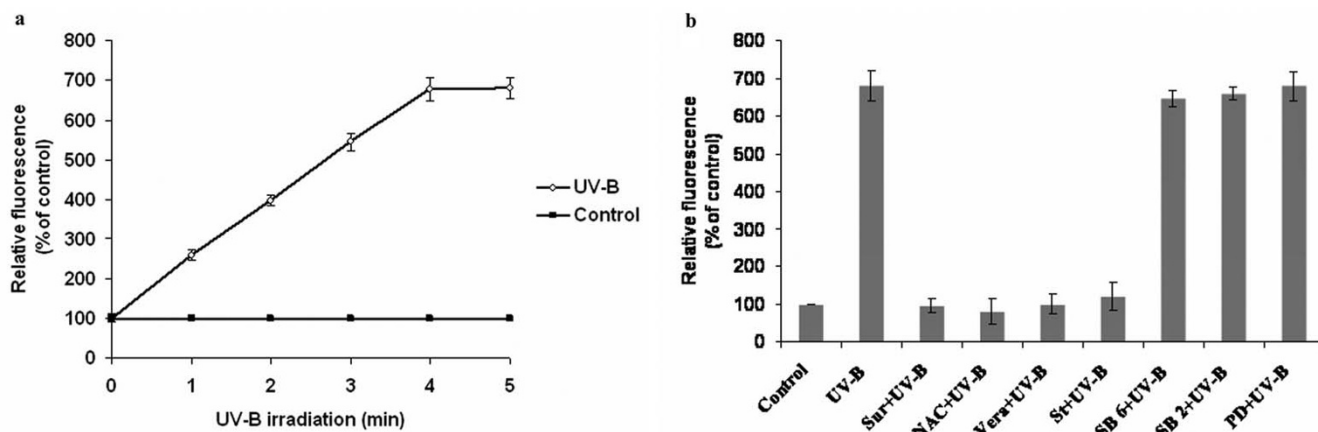 a
800
700
600
500
400
300
200
100
0
Relative fluorescence
(% of control)
0 1 2 3 4 5
UV-B irradiation (min)
UV-B
Control
b
800
700
600
500
400
300
200
100
0
Relative fluorescence
(% of control)
Control
UV-B
Sur+UV-B
NAC+UV-B
Vera+UV-B
St+UV-B
SB 6+UV-B
SB 2+UV-B
PD+UV-B